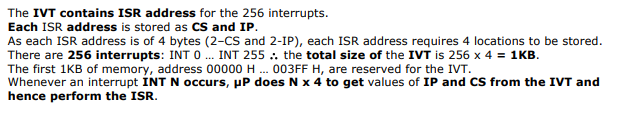 The IVT contains ISR address for the 256 interrupts.
Each ISR address is stored as CS and IP.
As each ISR address is of 4 bytes (2–CS and 2-IP), each ISR address requires 4 locations to be stored.
There are 256 interrupts: INT 0 ... INT 255 ∴ the total size of the IVT is 256 x 4 = 1KB.
The first 1KB of memory, address 00000 H ... 003FF H, are reserved for the IVT.
Whenever an interrupt INT N occurs, µP does N x 4 to get values of IP and CS from the IVT and
hence perform the ISR.